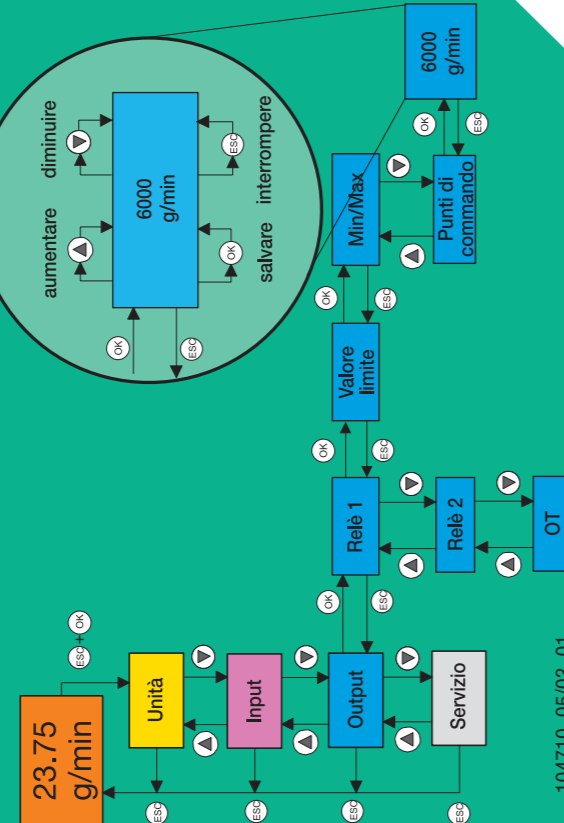 aumentare
diminuire
OK
ESC
6000
g/min
OK
salvare
ESC
interrompere
6000
g/min
OK
ESC
Min/Max
Punti di
commando
OK
ESC
Valore
limite
OK
ESC
Relè 1
Relè 2
OT
OK
ESC
23.75
g/min
ESC + OK
Unità
Input
Output
Servizio
ESC
ESC
ESC
ESC